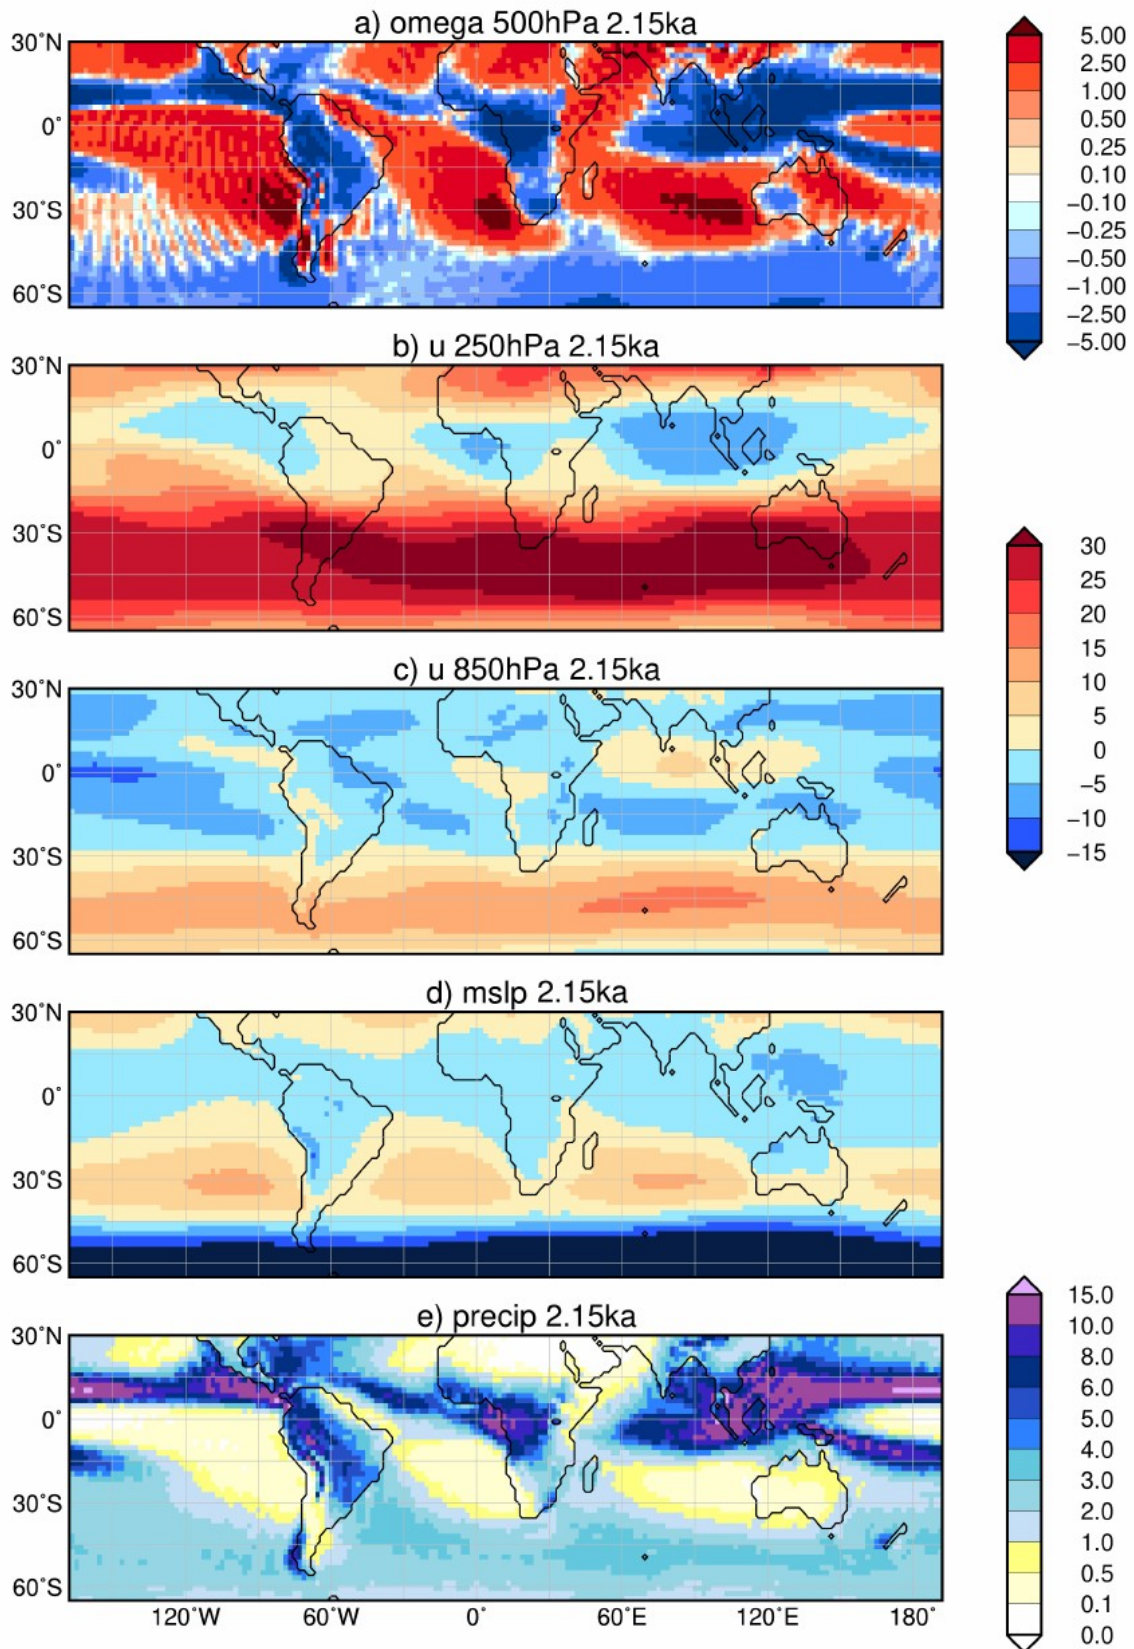 a) omega 500hPa 2.15ka
30˚N
0˚
30˚S
60˚S
5.00
2.50
1.00
0.50
0.25
0.10
−0.10
−0.25
−0.50
−1.00
−2.50
−5.00
b) u 250hPa 2.15ka
30˚N
0˚
30˚S
60˚S
c) u 850hPa 2.15ka
30˚N
0˚
30˚S
60˚S
30
25
20
15
10
5
0
−5
−10
−15
d) mslp 2.15ka
30˚N
0˚
30˚S
60˚S
e) precip 2.15ka
30˚N
0˚
30˚S
60˚S
120˚W 60˚W 0˚ 60˚E 120˚E 180˚
15.0
10.0
8.0
6.0
5.0
4.0
3.0
2.0
1.0
0.5
0.1
0.0